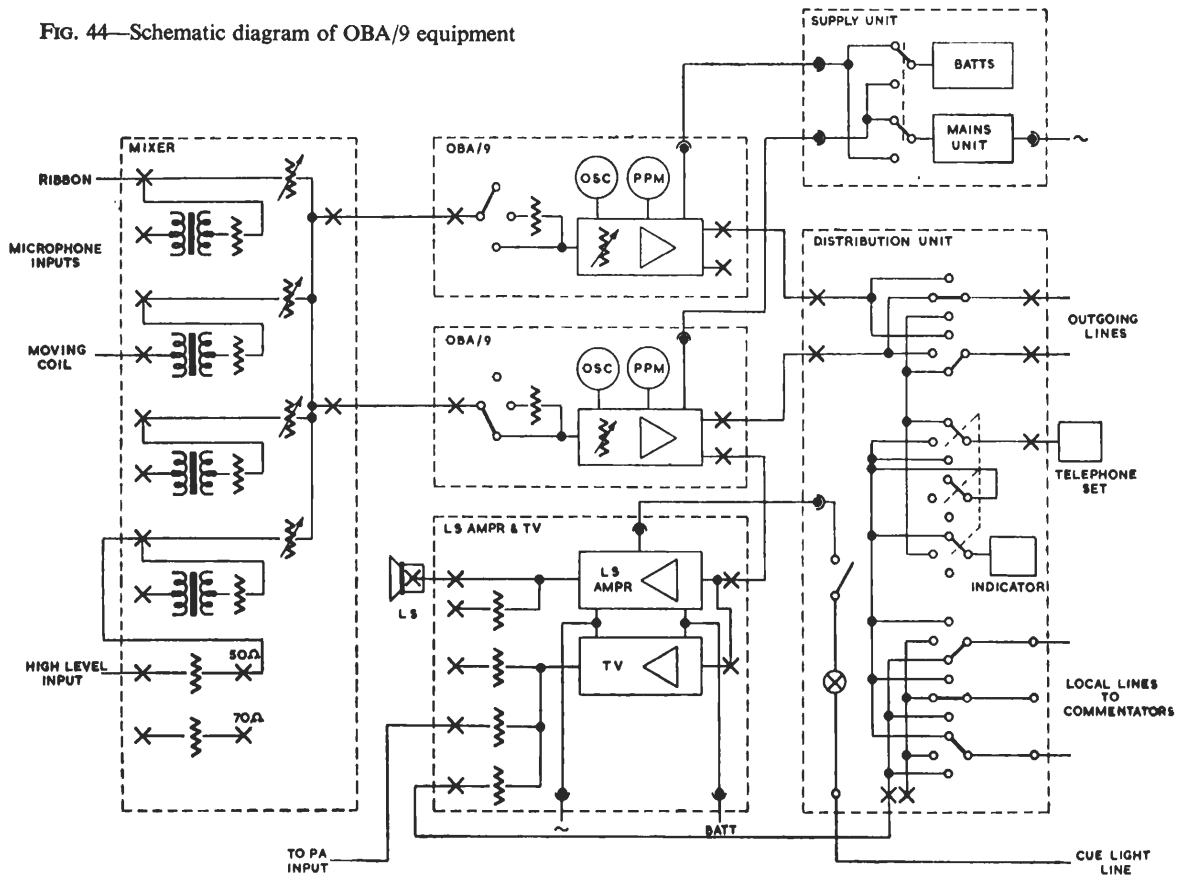 FIG. 44—Schematic diagram of OBA/9 equipment
SUPPLY UNIT
BATTS
MAINS
UNIT
~
MIXER
RIBBON
MICROPHONE
INPUTS
MOVING
COIL
HIGH LEVEL
INPUT
50Ω
70Ω
OBA/9
OSC
PPM
OBA/9
OSC
PPM
LS AMPR & TV
LS
LS
AMPR
TV
~
BATT
TO PA
INPUT
DISTRIBUTION UNIT
OUTGOING
LINES
TELEPHONE
SET
INDICATOR
LOCAL LINES
TO
COMMENTATORS
CUE LIGHT
LINE